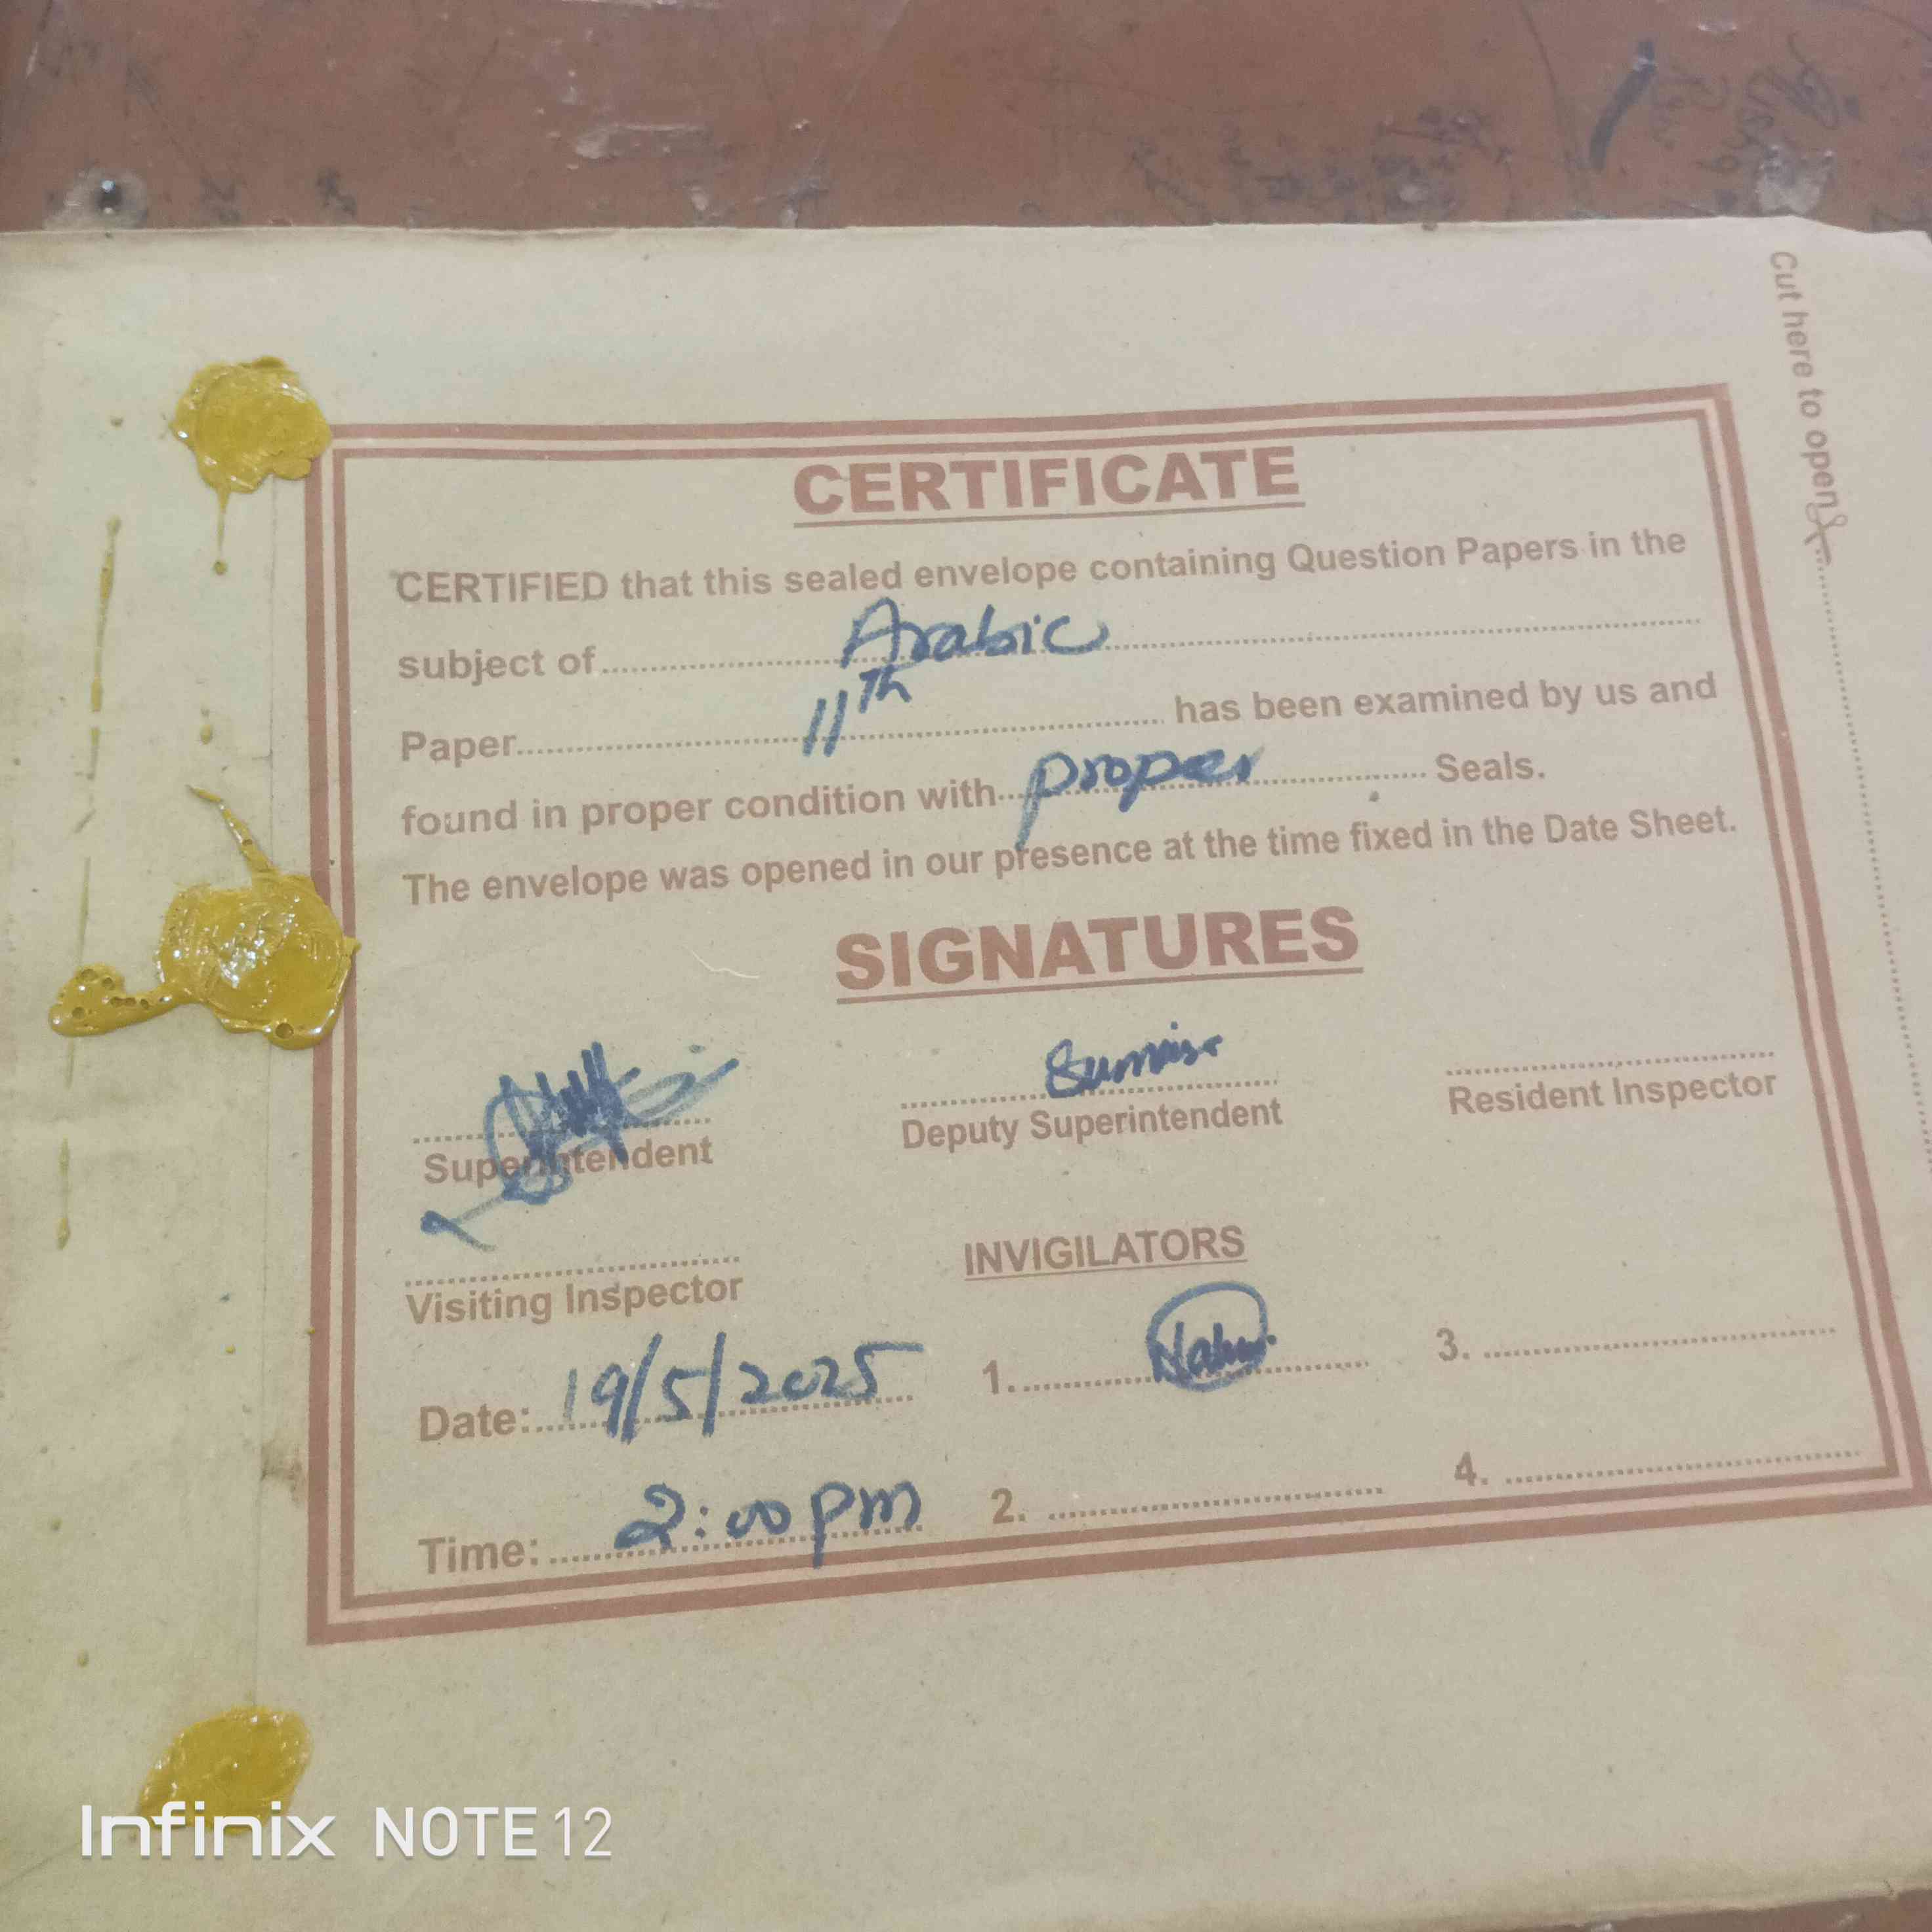 Cut here to open
CERTIFICATE
CERTIFIED that this sealed envelope containing Question Papers in the
subject of Arabic
Paper 11th has been examined by us and
found in proper condition with proper Seals.
The envelope was opened in our presence at the time fixed in the Date Sheet.
SIGNATURES
Superintendent
Deputy Superintendent
Resident Inspector
Visiting Inspector
INVIGILATORS
Date: 19/5/2025
1.
3.
Time: 2:00 pm
2.
4.
Infinix NOTE 12